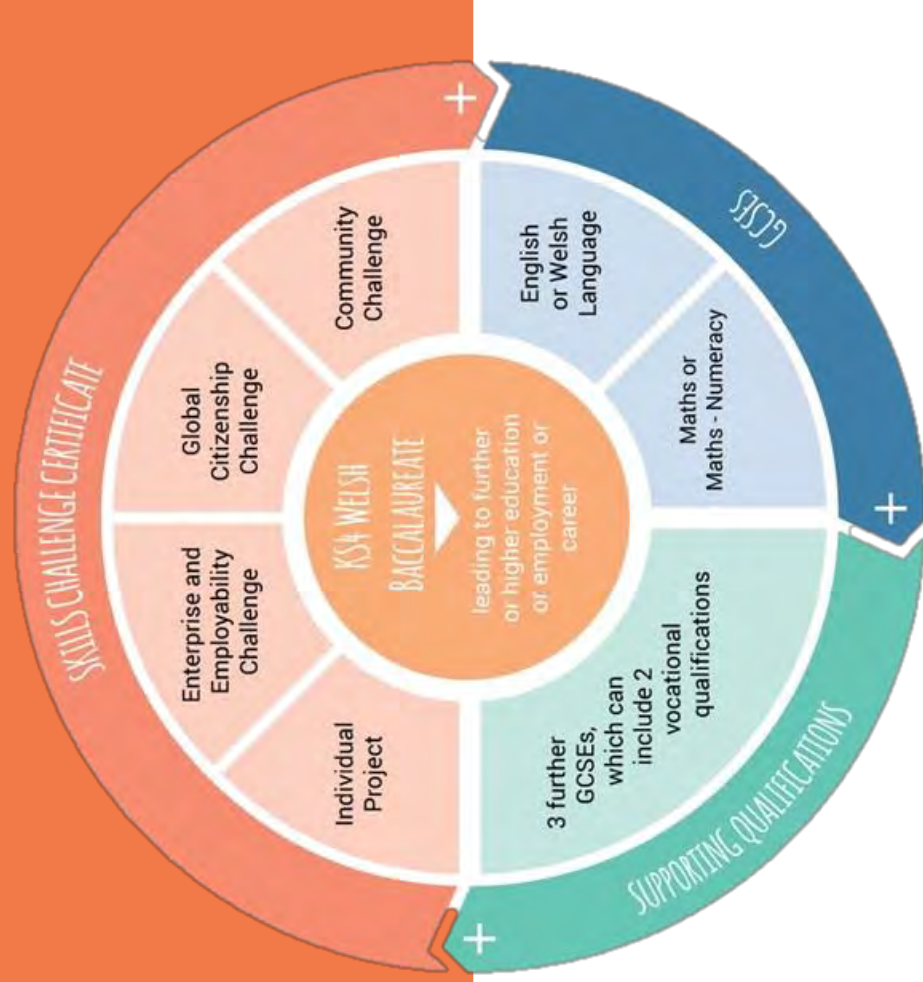 SKILLS CHALLENGE CERTIFICATE
Individual
Project
Enterprise and
Employability
Challenge
Global
Citizenship
Challenge
Community
Challenge
KS4 WELSH
BACCALAUREATE
leading to further
or higher education
or employment or
career
3 further
GCSEs,
which can
include 2
vocational
qualifications
Maths or
Maths - Numeracy
English
or Welsh
Language
SUPPORTING QUALIFICATIONS
GCSES
+
+
+